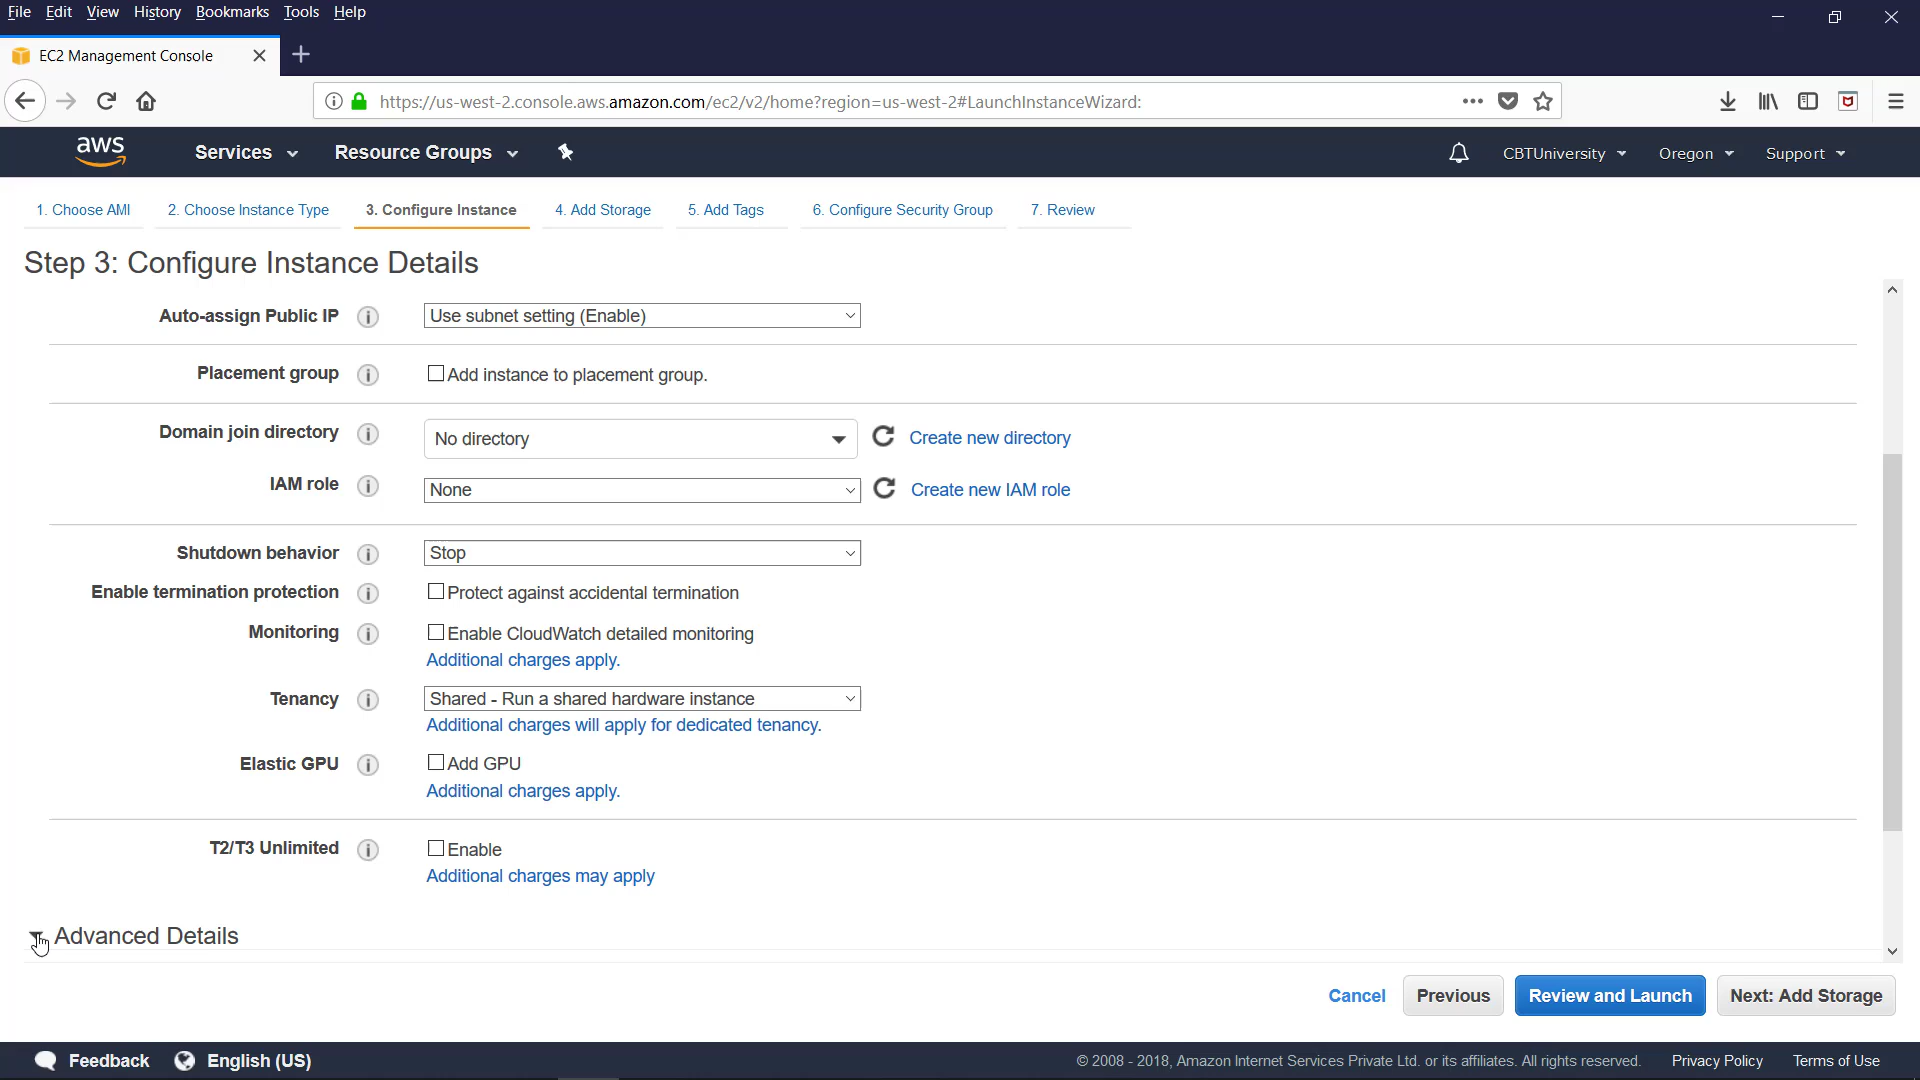 File Edit View History Bookmarks Tools Help
EC2 Management Console
https://us-west-2.console.aws.amazon.com/ec2/v2/home?region=us-west-2#LaunchInstanceWizard:
aws Services Resource Groups CBTUniversity Oregon Support
1. Choose AMI 2. Choose Instance Type 3. Configure Instance 4. Add Storage 5. Add Tags 6. Configure Security Group 7. Review
Step 3: Configure Instance Details
Auto-assign Public IP i Use subnet setting (Enable)
Placement group i Add instance to placement group.
Domain join directory i No directory Create new directory
IAM role i None Create new IAM role
Shutdown behavior i Stop
Enable termination protection i Protect against accidental termination
Monitoring i Enable CloudWatch detailed monitoring
Additional charges apply.
Tenancy i Shared - Run a shared hardware instance
Additional charges will apply for dedicated tenancy.
Elastic GPU i Add GPU
Additional charges apply.
T2/T3 Unlimited i Enable
Additional charges may apply
Advanced Details
Cancel Previous Review and Launch Next: Add Storage
Feedback English (US) © 2008 - 2018, Amazon Internet Services Private Ltd. or its affiliates. All rights reserved. Privacy Policy Terms of Use